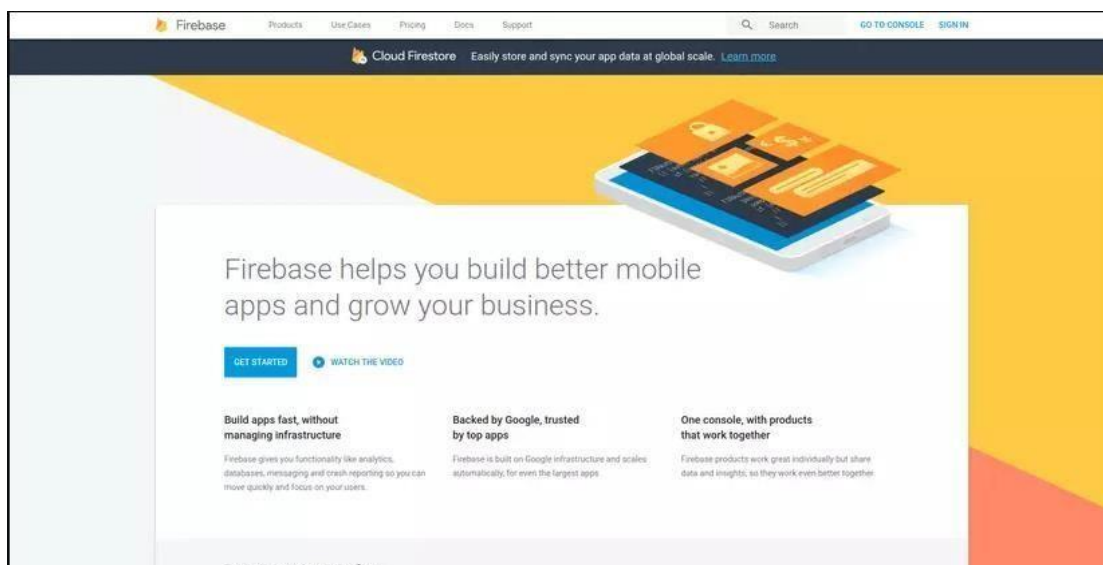 Firebase
Products
Use Cases
Pricing
Docs
Support
Search
GO TO CONSOLE
SIGN IN
Cloud Firestore Easily store and sync your app data at global scale. Learn more
Firebase helps you build better mobile
apps and grow your business.
GET STARTED
WATCH THE VIDEO
Build apps fast, without
managing infrastructure
Firebase gives you functionality like analytics,
databases, messaging and crash reporting so you can
move quickly and focus on your users.
Backed by Google, trusted
by top apps
Firebase is built on Google infrastructure and scales
automatically, for even the largest apps.
One console, with products
that work together
Firebase products work great individually but share
data and insights, so they work even better together.